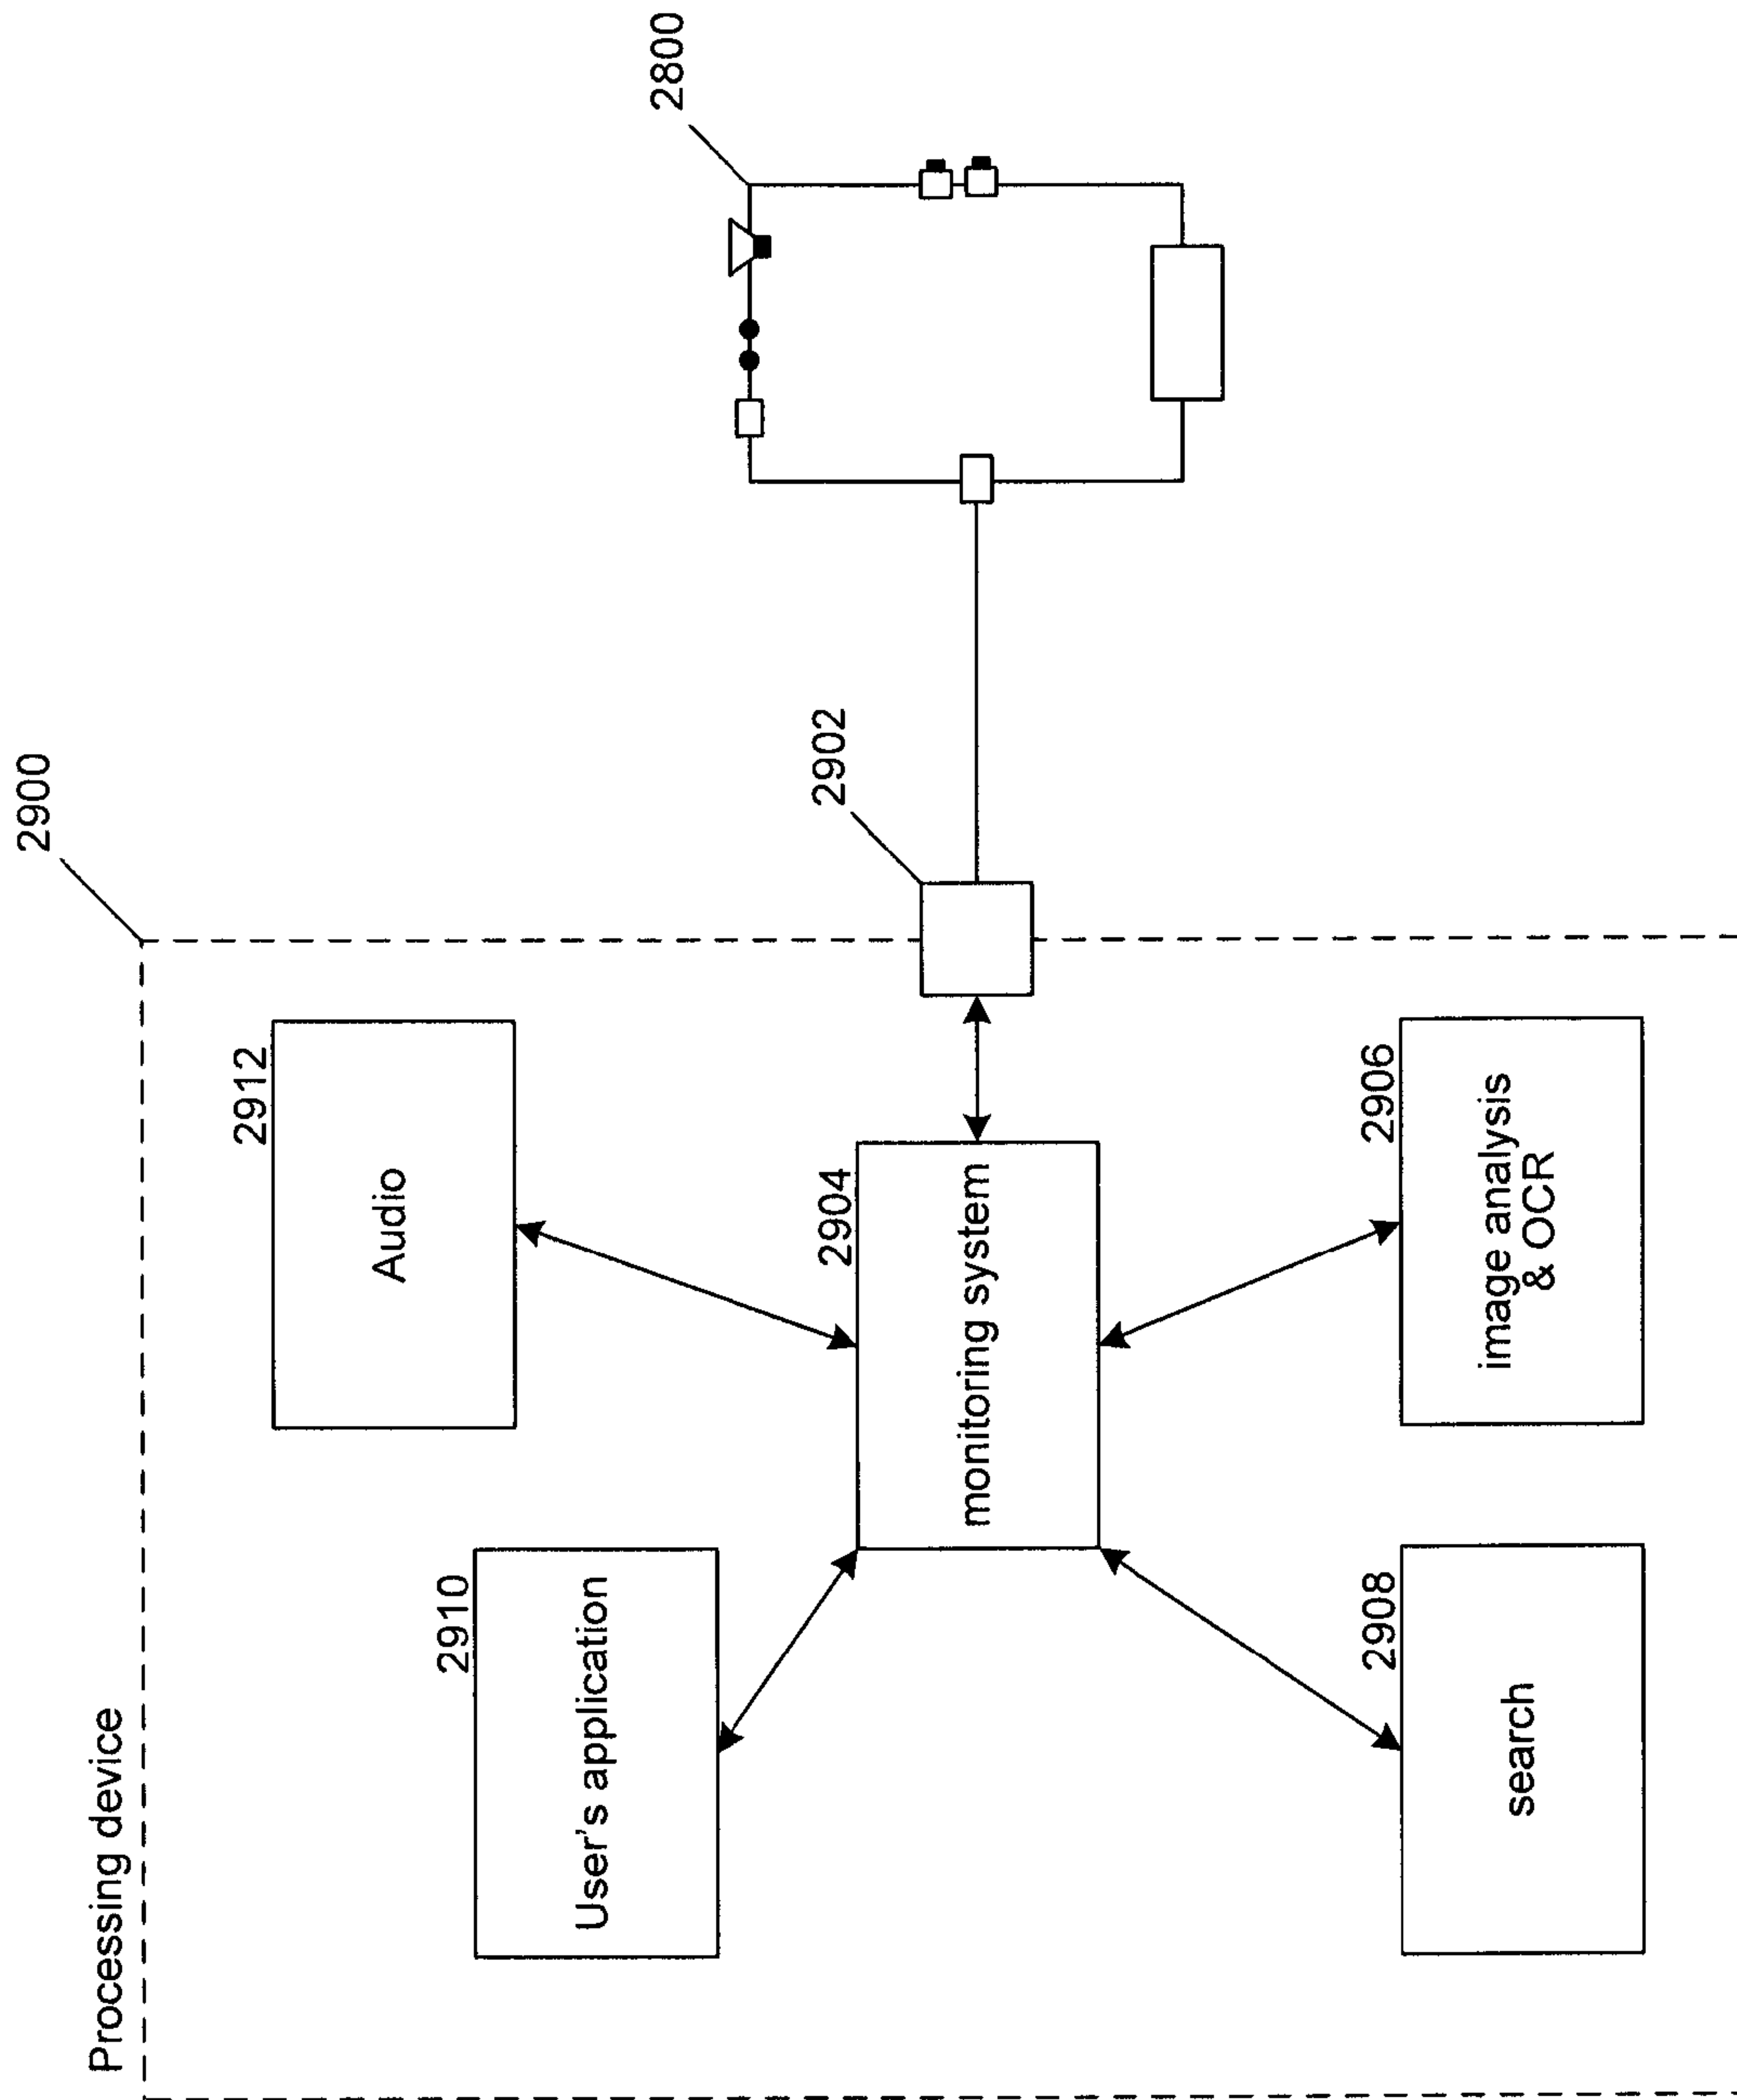 Processing device
2900
2912
Audio
2910
User's application
2902
2800
2904
monitoring system
2908
search
2906
image analysis
& OCR